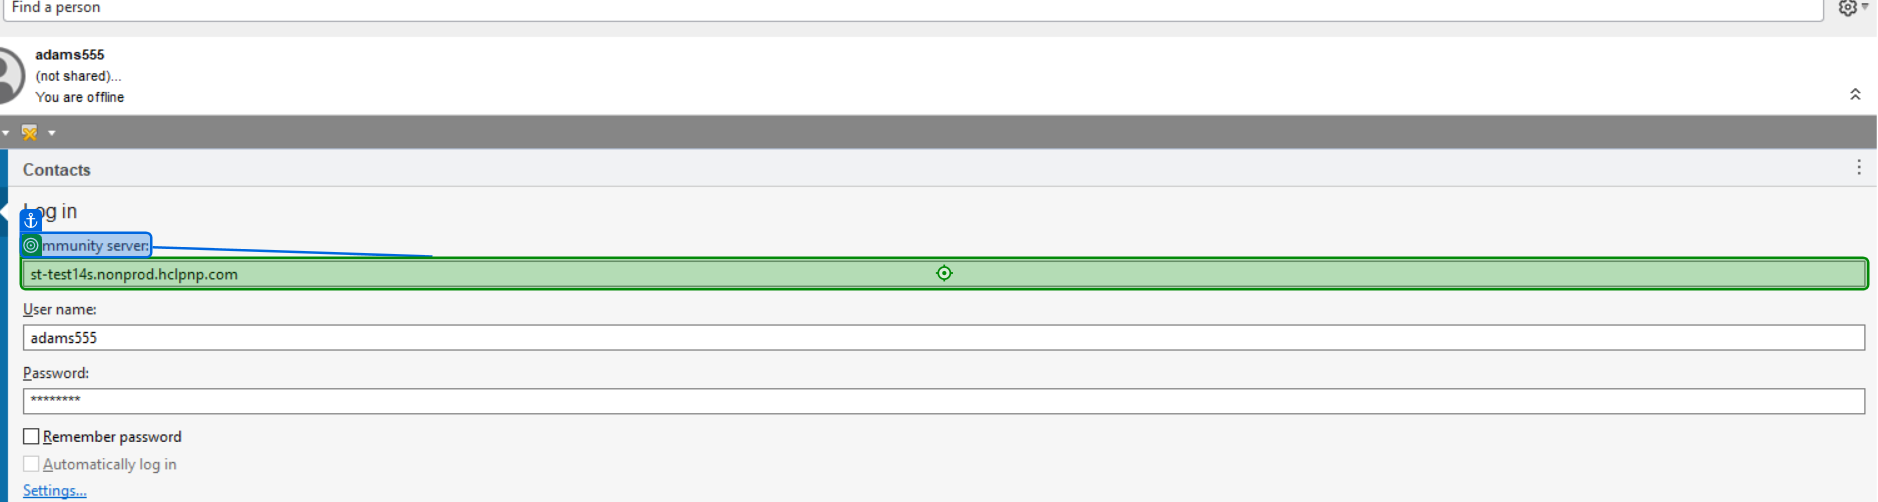 Find a person
adams555
(not shared)...
You are offline
Contacts
Log in
mmunity server:
st-test14s.nonprod.hclpnp.com
User name:
adams555
Password:
********
Remember password
Automatically log in
Settings...